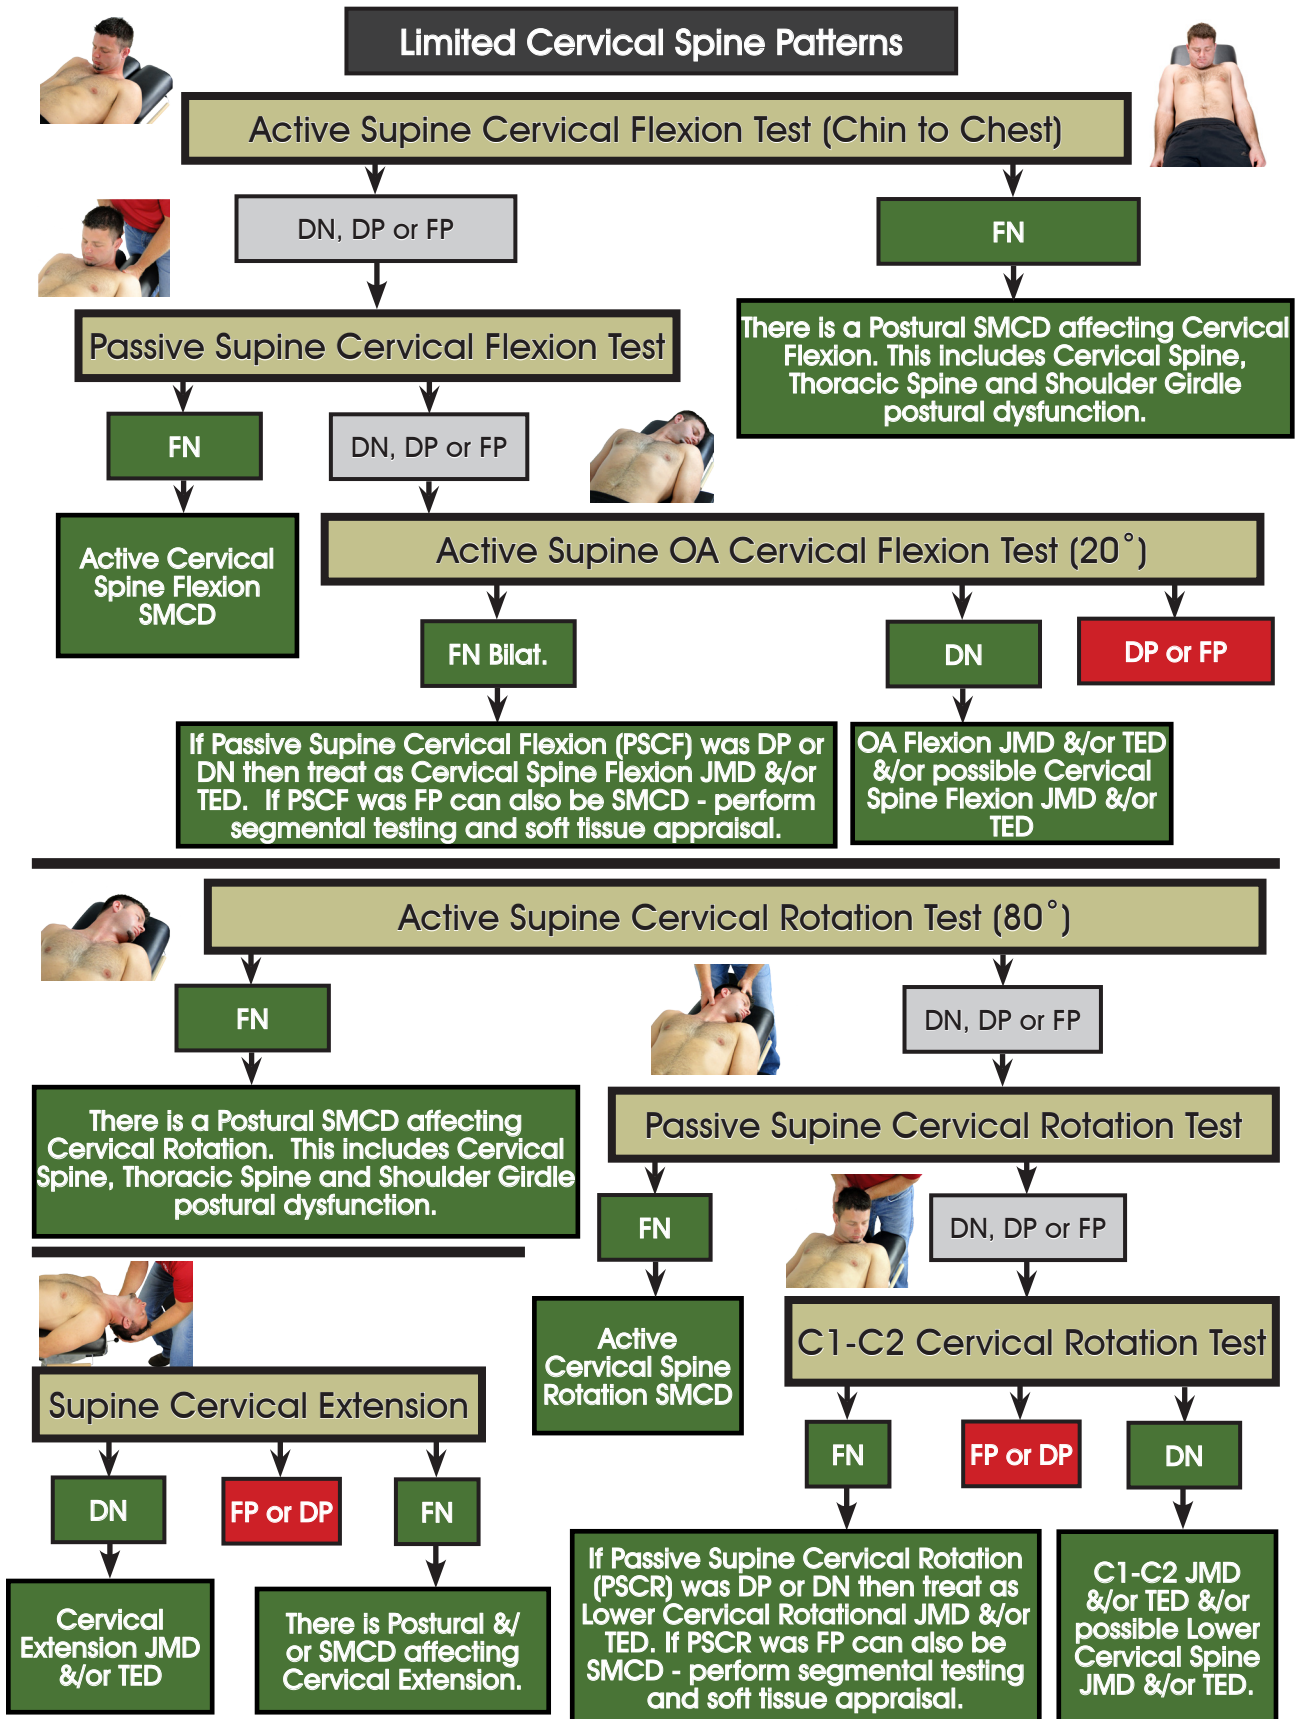 Limited Cervical Spine Patterns
Active Supine Cervical Flexion Test (Chin to Chest)
DN, DP or FP
FN
Passive Supine Cervical Flexion Test
There is a Postural SMCD affecting Cervical
Flexion. This includes Cervical Spine,
Thoracic Spine and Shoulder Girdle
postural dysfunction.
FN
DN, DP or FP
Active Cervical
Spine Flexion
SMCD
Active Supine OA Cervical Flexion Test (20°)
FN Bilat.
DN
DP or FP
If Passive Supine Cervical Flexion (PSCF) was DP or
DN then treat as Cervical Spine Flexion JMD &/or
TED. If PSCF was FP can also be SMCD - perform
segmental testing and soft tissue appraisal.
OA Flexion JMD &/or TED
&/or possible Cervical
Spine Flexion JMD &/or
TED
Active Supine Cervical Rotation Test (80°)
FN
DN, DP or FP
There is a Postural SMCD affecting
Cervical Rotation. This includes Cervical
Spine, Thoracic Spine and Shoulder Girdle
postural dysfunction.
Passive Supine Cervical Rotation Test
FN
DN, DP or FP
Active
Cervical Spine
Rotation SMCD
C1-C2 Cervical Rotation Test
FN
FP or DP
DN
If Passive Supine Cervical Rotation
(PSCR) was DP or DN then treat as
Lower Cervical Rotational JMD &/or
TED. If PSCR was FP can also be
SMCD - perform segmental testing
and soft tissue appraisal.
C1-C2 JMD
&/or TED &/or
possible Lower
Cervical Spine
JMD &/or TED.
Supine Cervical Extension
DN
FP or DP
FN
Cervical
Extension JMD
&/or TED
There is Postural &/
or SMCD affecting
Cervical Extension.